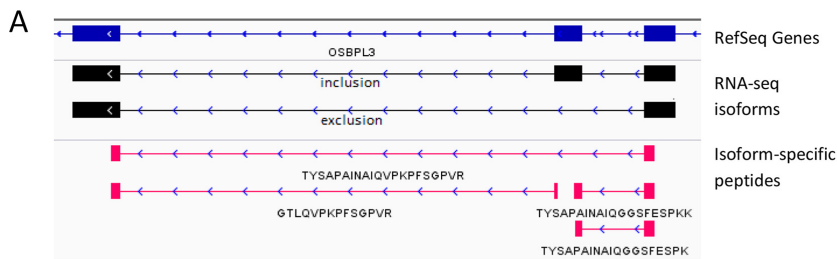 A
RefSeq Genes
OSBPL3
inclusion
RNA-seq
isoforms
exclusion
Isoform-specific
peptides
TYSAPAINAIQVPKPFSGPVR
GTLQVPKPFSGPVR
TYSAPAINAIQGGSFESPKK
TYSAPAINAIQGGSFESPK